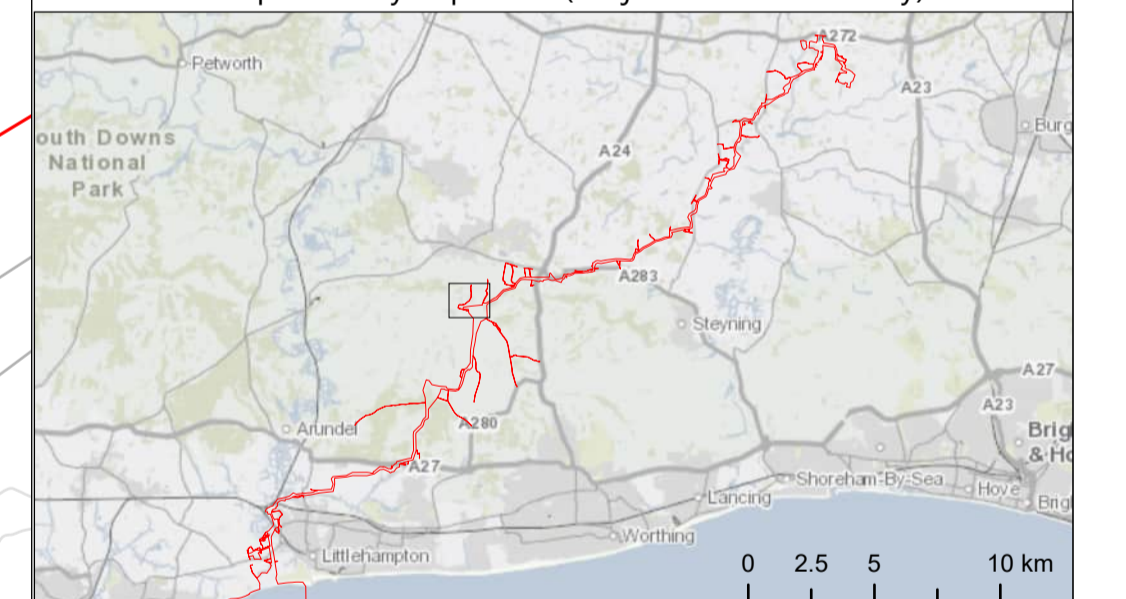 A272
Petworth
A23
Burg
outh Downs
National
Park
A24
A283
Steyning
A27
A23
Arundel
A280
Brig
& Ho
A27
Shoreham-By-Sea
Hove
Lancing
Brig
Worthing
Littlehampton
0 2.5 5 10 km